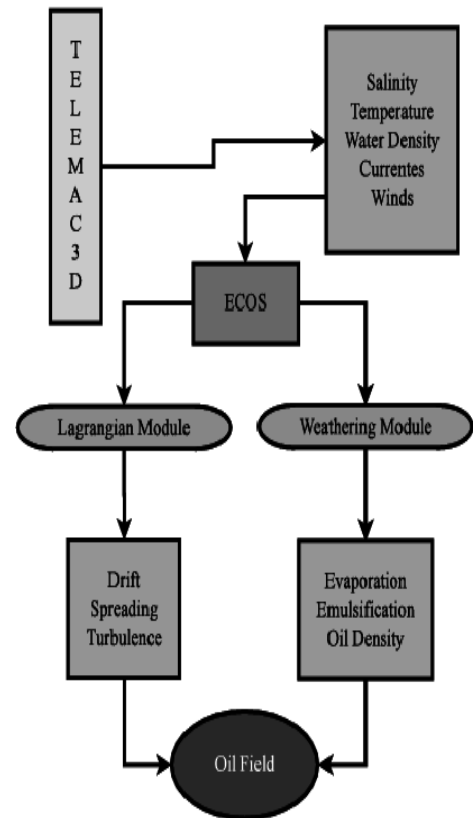 T
E
L
E
M
A
C
3
D
Salinity
Temperature
Water Density
Currentes
Winds
ECOS
Lagrangian Module
Weathering Module
Drift
Spreading
Turbulence
Evaporation
Emulsification
Oil Density
Oil Field